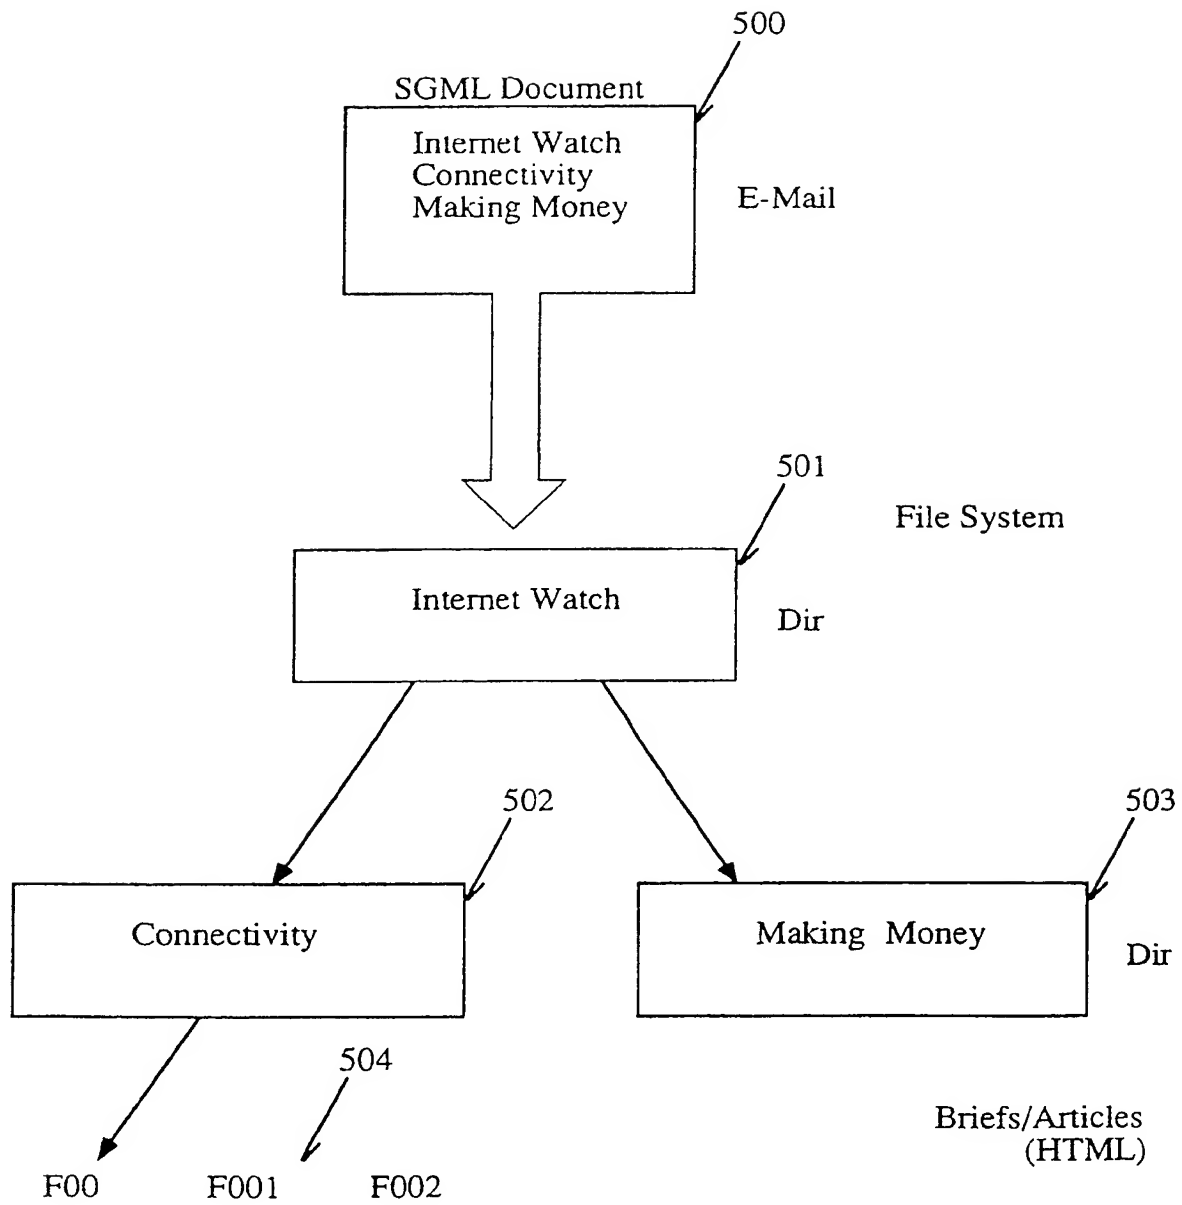 500
SGML Document
Internet Watch
Connectivity
Making Money
E-Mail
501
File System
Internet Watch
Dir
502
503
Connectivity
Making Money
Dir
504
Briefs/Articles
(HTML)
F00 F001 F002